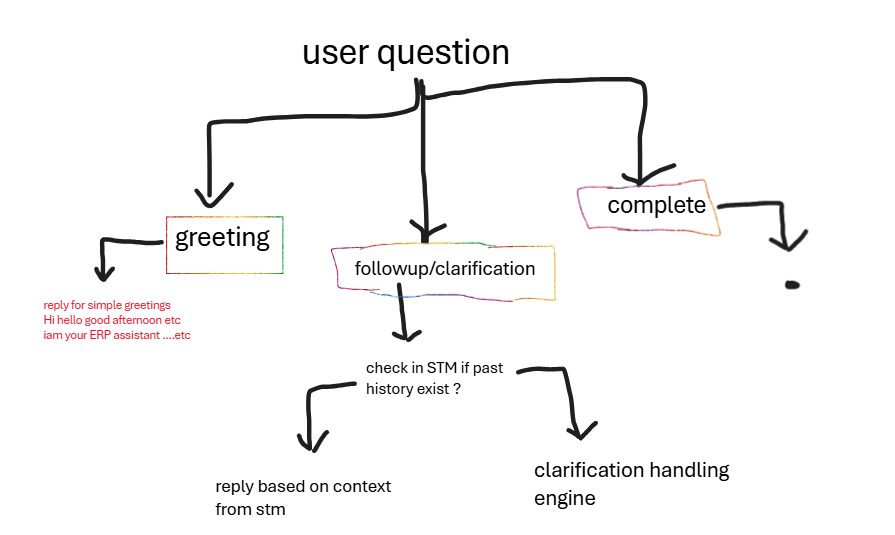 user question
greeting
complete
followup/clarification
reply for simple greetings
Hi hello good afternoon etc
iam your ERP assistant ....etc
check in STM if past
history exist ?
reply based on context
from stm
clarification handling
engine